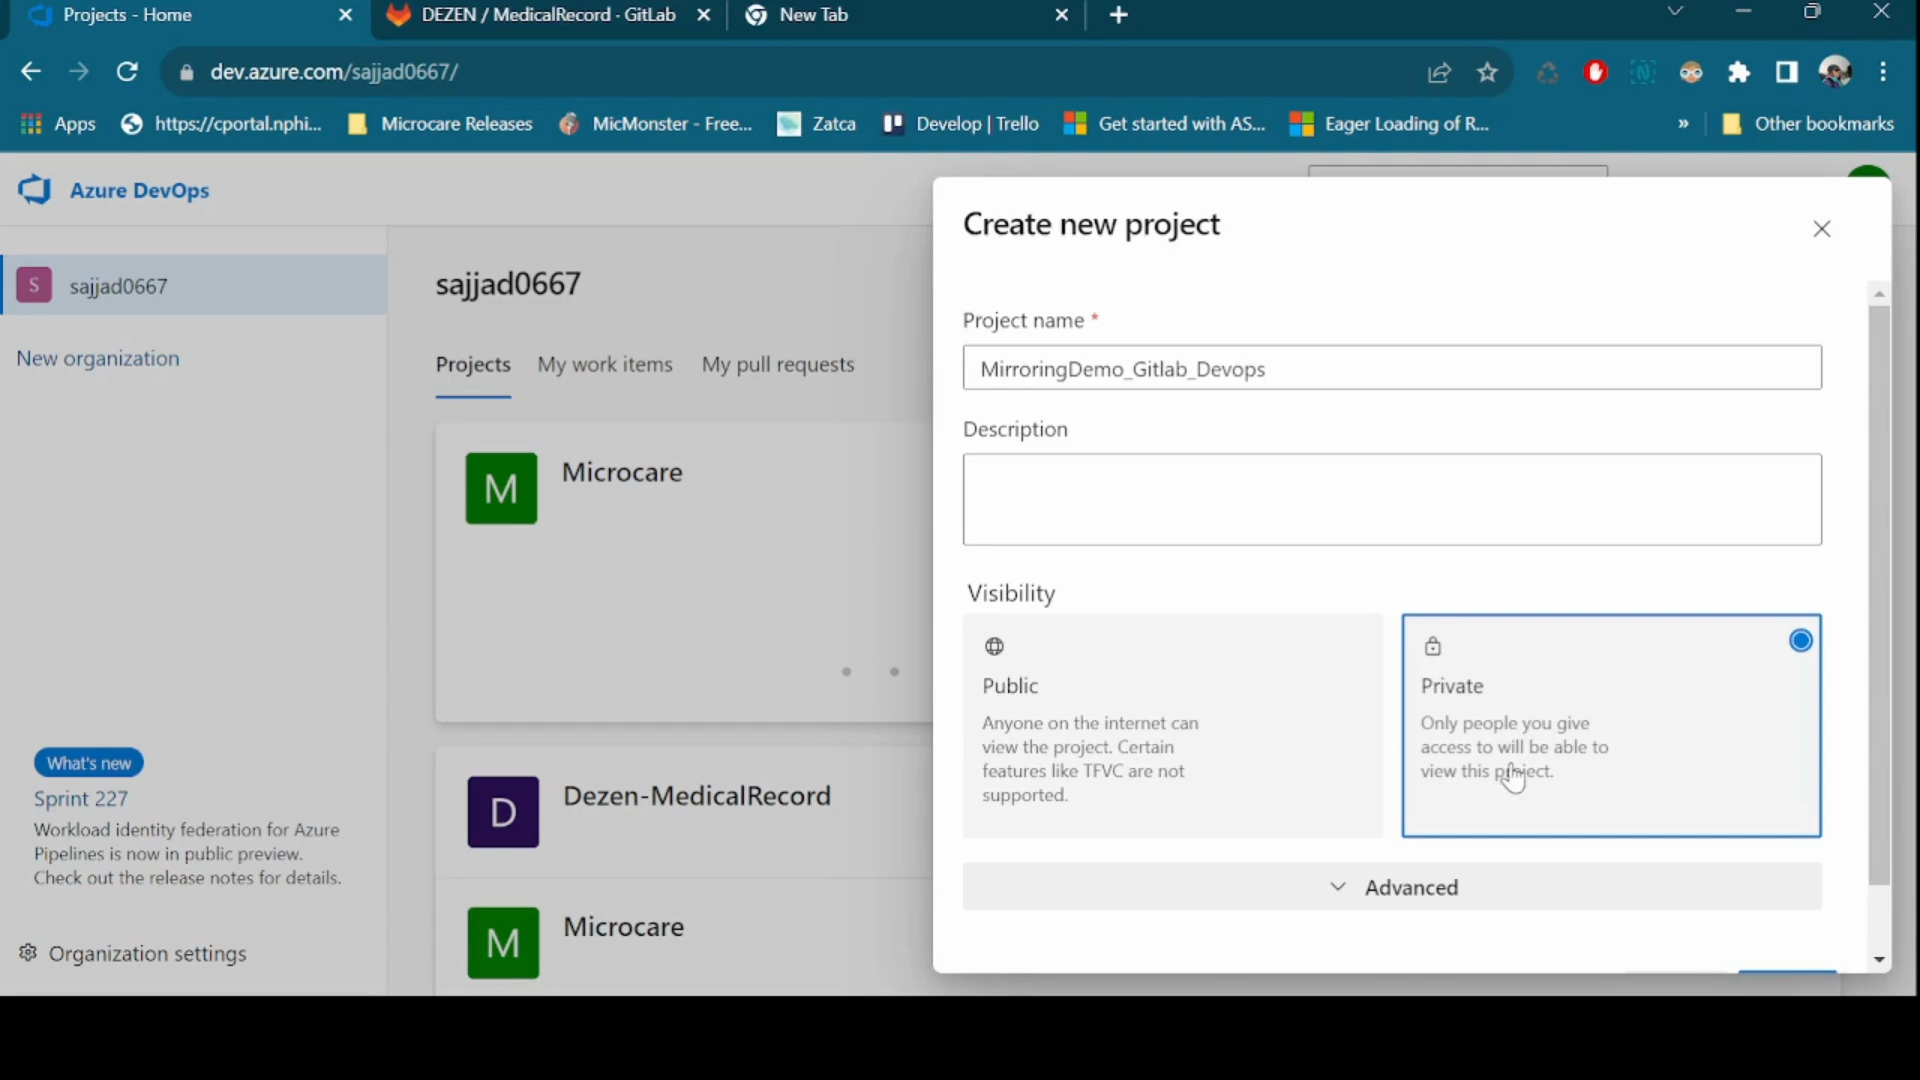 Projects - Home
DEZEN / MedicalRecord · GitLab
New Tab
dev.azure.com/sajjad0667/
Apps
https://cportal.nphi...
Microcare Releases
MicMonster - Free...
Zatca
Develop | Trello
Get started with AS...
Eager Loading of R...
»
Other bookmarks
Azure DevOps
S
sajjad0667
New organization
What's new
Sprint 227
Workload identity federation for Azure
Pipelines is now in public preview.
Check out the release notes for details.
Organization settings
sajjad0667
Projects
My work items
My pull requests
M
Microcare
D
Dezen-MedicalRecord
M
Microcare
Create new project
Project name *
MirroringDemo_Gitlab_Devops
Description
Visibility
Public
Anyone on the internet can
view the project. Certain
features like TFVC are not
supported.
Private
Only people you give
access to will be able to
view this project.
Advanced